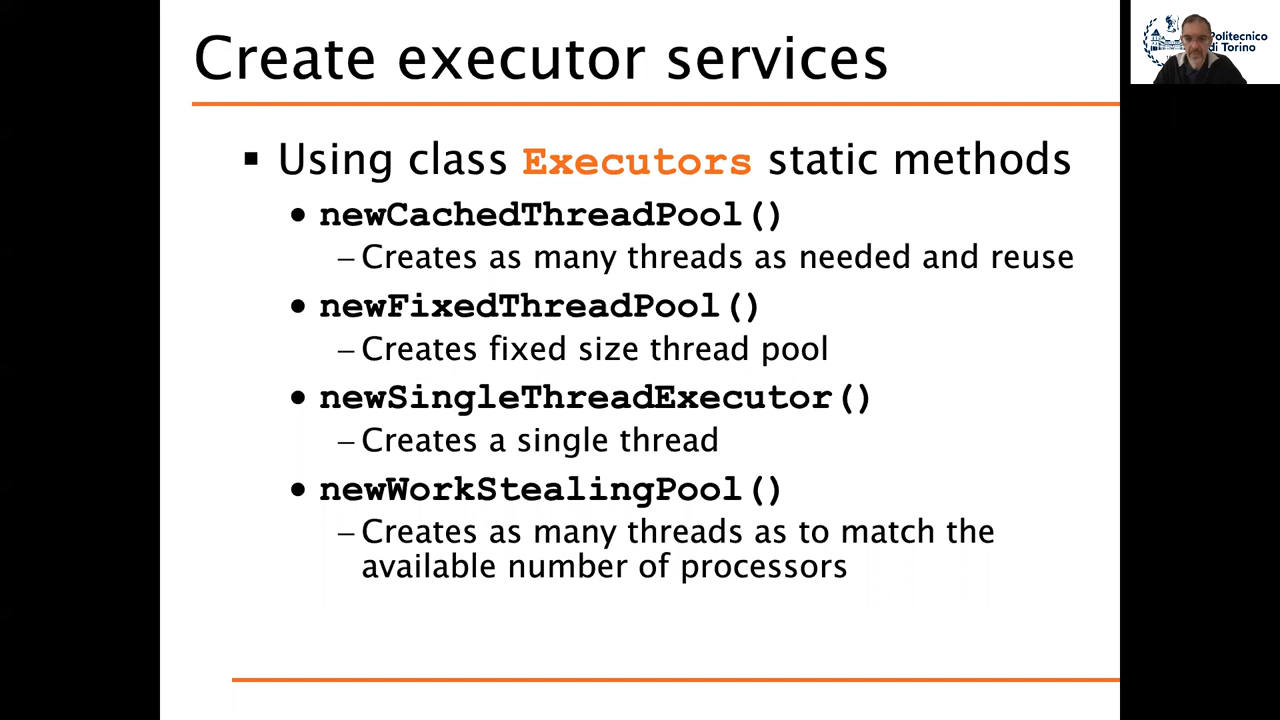 Create executor services
Politecnico
di Torino
▪ Using class Executors static methods
• newCachedThreadPool()
– Creates as many threads as needed and reuse
• newFixedThreadPool()
– Creates fixed size thread pool
• newSingleThreadExecutor()
– Creates a single thread
• newWorkStealingPool()
– Creates as many threads as to match the
available number of processors